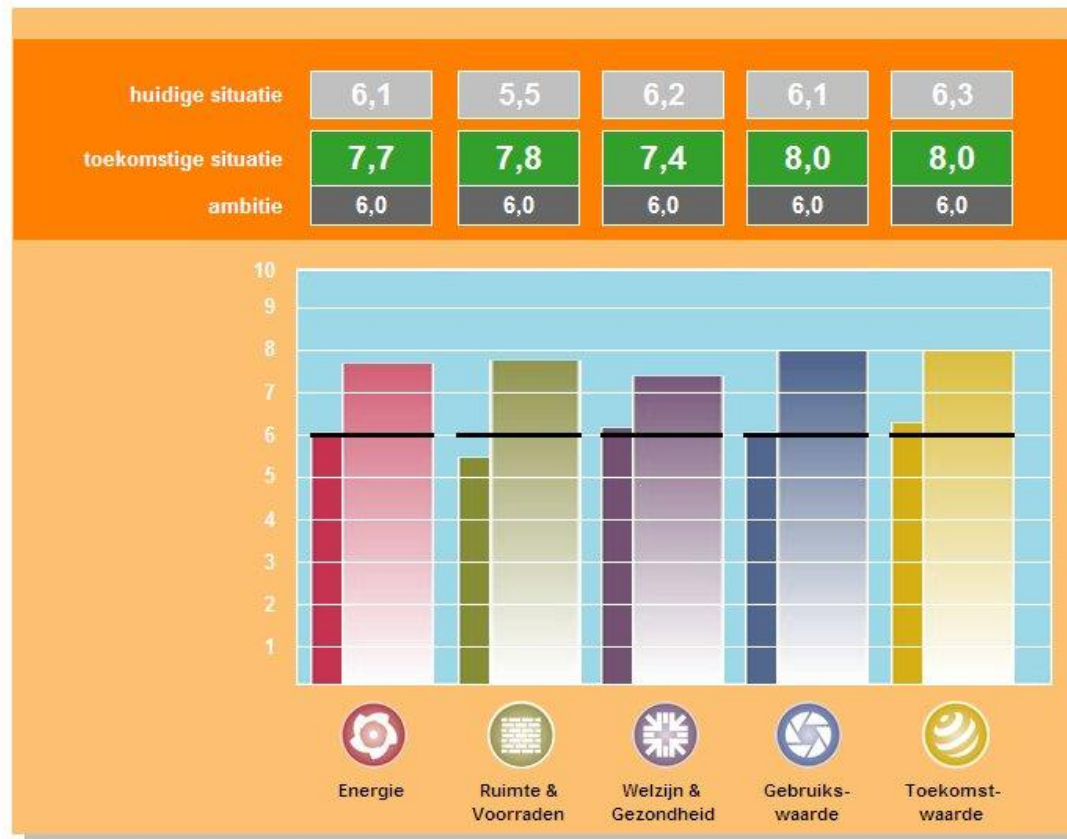 huidige situatie 6,1 5,5 6,2 6,1 6,3
toekomstige situatie 7,7 7,8 7,4 8,0 8,0
ambitie 6,0 6,0 6,0 6,0 6,0
10
9
8
7
6
5
4
3
2
1
Energie
Ruimte &
Voorraden
Welzijn &
Gezondheid
Gebruiks-
waarde
Toekomst-
waarde